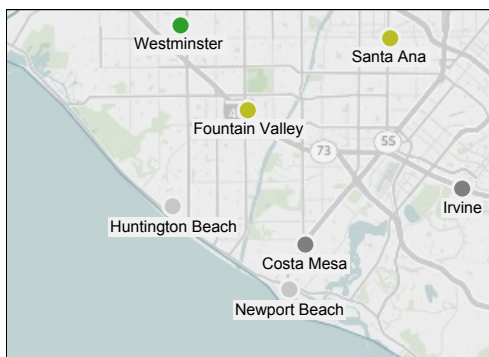 Westminster
Santa Ana
Fountain Valley
55
73
Irvine
Huntington Beach
Costa Mesa
Newport Beach